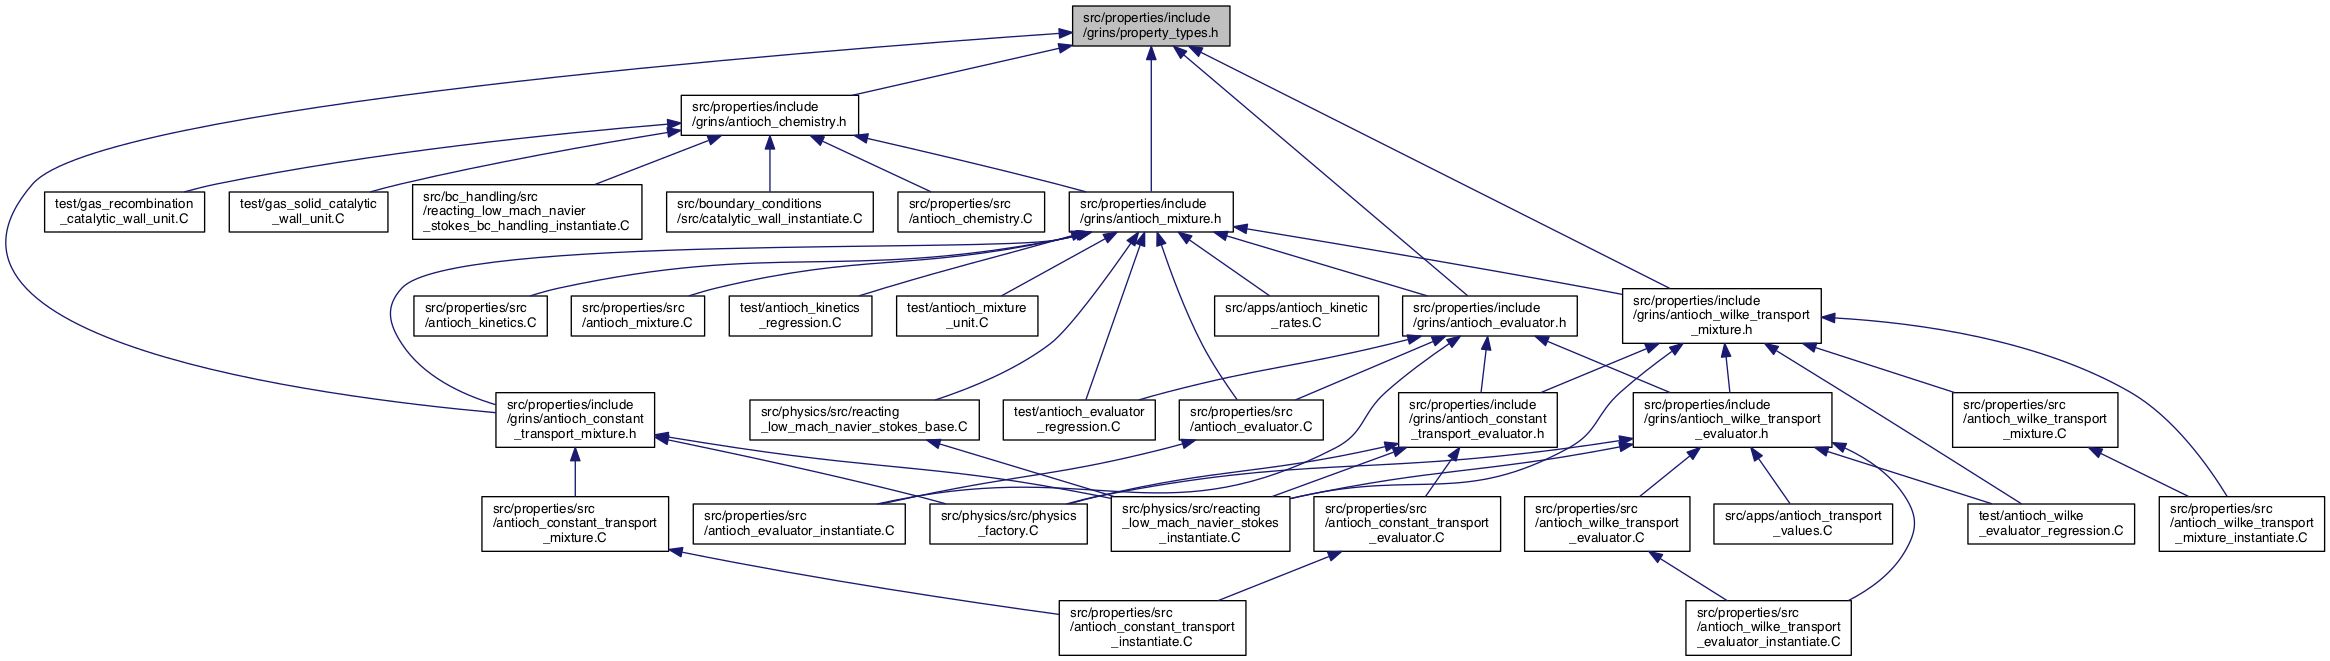 src/properties/include
/grins/property_types.h
src/properties/include
/grins/antioch_chemistry.h
test/gas_recombination
_catalytic_wall_unit.C
test/gas_solid_catalytic
_wall_unit.C
src/bc_handling/src
/reacting_low_mach_navier
_stokes_bc_handling_instantiate.C
src/boundary_conditions
/src/catalytic_wall_instantiate.C
src/properties/src
/antioch_chemistry.C
src/properties/include
/grins/antioch_mixture.h
src/properties/src
/antioch_kinetics.C
src/properties/src
/antioch_mixture.C
test/antioch_kinetics
_regression.C
test/antioch_mixture
_unit.C
src/apps/antioch_kinetic
_rates.C
src/properties/include
/grins/antioch_evaluator.h
src/properties/include
/grins/antioch_wilke_transport
_mixture.h
src/properties/include
/grins/antioch_constant
_transport_mixture.h
src/physics/src/reacting
_low_mach_navier_stokes_base.C
test/antioch_evaluator
_regression.C
src/properties/src
/antioch_evaluator.C
src/properties/include
/grins/antioch_constant
_transport_evaluator.h
src/properties/include
/grins/antioch_wilke_transport
_evaluator.h
src/properties/src
/antioch_wilke_transport
_mixture.C
src/properties/src
/antioch_constant_transport
_mixture.C
src/properties/src
/antioch_evaluator_instantiate.C
src/physics/src/physics
_factory.C
src/physics/src/reacting
_low_mach_navier_stokes
_instantiate.C
src/properties/src
/antioch_constant_transport
_evaluator.C
src/properties/src
/antioch_wilke_transport
_evaluator.C
src/apps/antioch_transport
_values.C
test/antioch_wilke
_evaluator_regression.C
src/properties/src
/antioch_wilke_transport
_mixture_instantiate.C
src/properties/src
/antioch_constant_transport
_instantiate.C
src/properties/src
/antioch_wilke_transport
_evaluator_instantiate.C